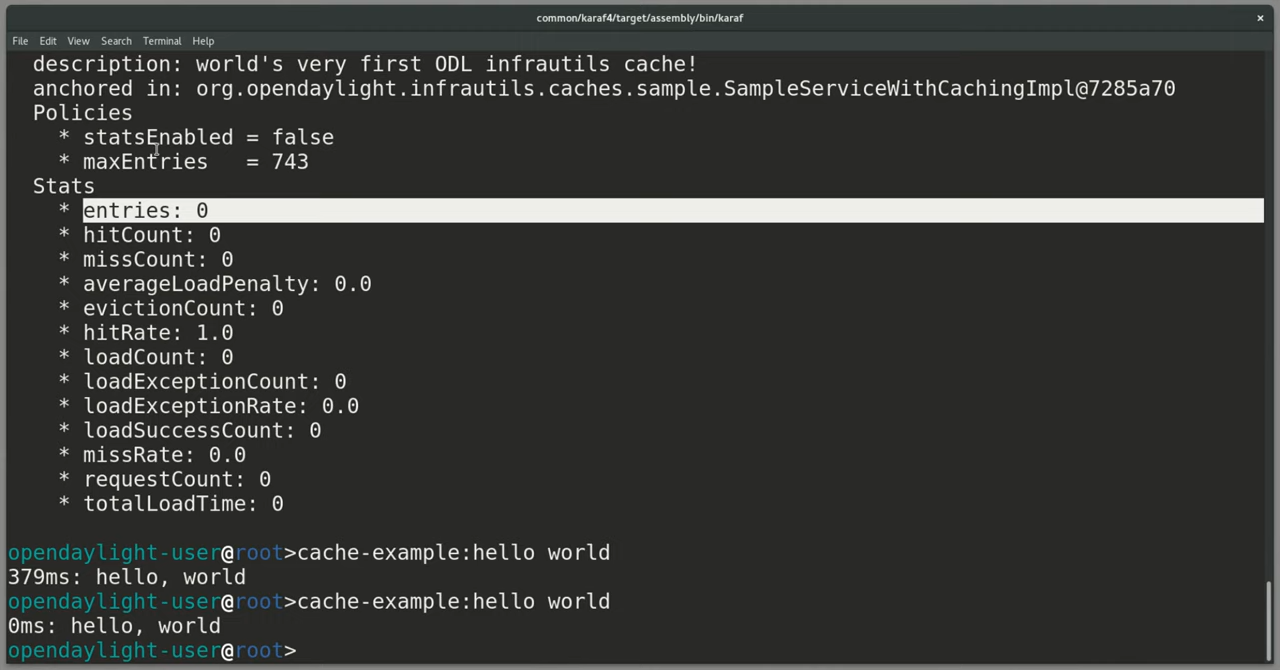 common/karaf4/target/assembly/bin/karaf ×
File Edit View Search Terminal Help
description: world's very first ODL infrautils cache!
anchored in: org.opendaylight.infrautils.caches.sample.SampleServiceWithCachingImpl@7285a70
Policies
* statsEnabled = false
* maxEntries = 743
Stats
* entries: 0
* hitCount: 0
* missCount: 0
* averageLoadPenalty: 0.0
* evictionCount: 0
* hitRate: 1.0
* loadCount: 0
* loadExceptionCount: 0
* loadExceptionRate: 0.0
* loadSuccessCount: 0
* missRate: 0.0
* requestCount: 0
* totalLoadTime: 0
opendaylight-user@root>cache-example:hello world
379ms: hello, world
opendaylight-user@root>cache-example:hello world
0ms: hello, world
opendaylight-user@root>